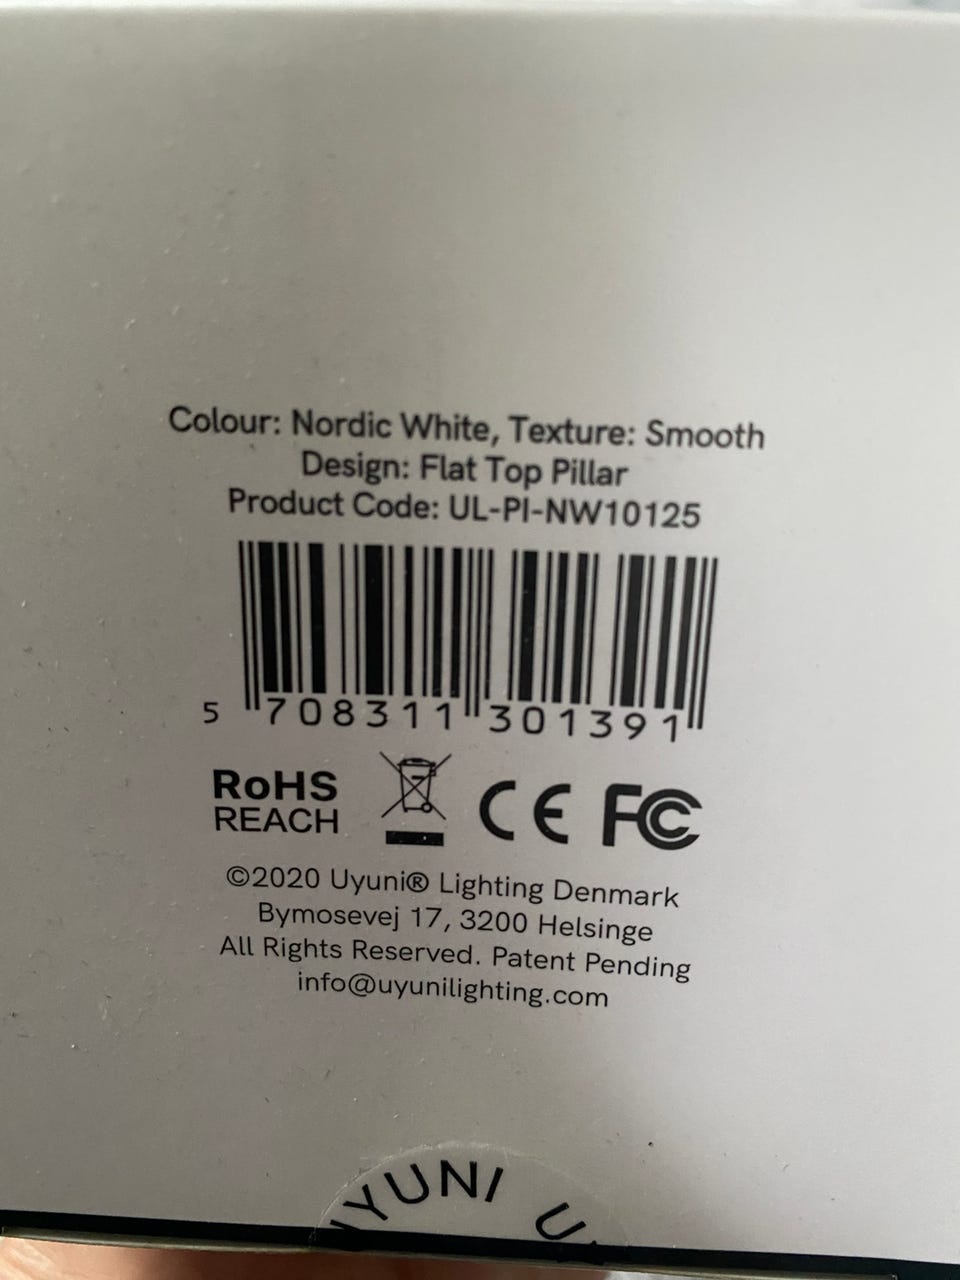 Colour: Nordic White, Texture: Smooth
Design: Flat Top Pillar
Product Code: UL-PI-NW10125
5 708311 301391
RoHS
REACH
CE FC
©2020 Uyuni® Lighting Denmark
Bymosevej 17, 3200 Helsinge
All Rights Reserved. Patent Pending
info@uyunilighting.com
UYUNI U